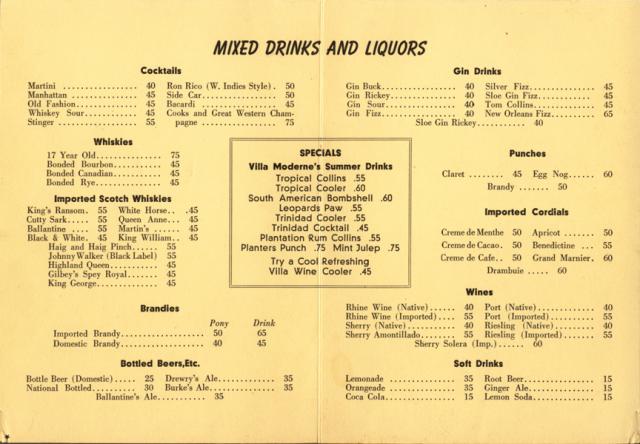 MIXED DRINKS AND LIQUORS
Cocktails
Martini 40
Manhattan 45
Old Fashion 45
Whiskey Sour 45
Stinger 55
Ron Rico (W. Indies Style) 50
Side Car 50
Bacardi 45
Cooks and Great Western Cham-
pagne 75
Whiskies
17 Year Old 75
Bonded Bourbon 45
Bonded Canadian 45
Bonded Rye 45
Imported Scotch Whiskies
King's Ransom 55
Cutty Sark 55
Ballantine 55
Black & White 45
White Horse 45
Queen Anne 45
Martin's 45
King William 45
Haig and Haig Pinch 55
Johnny Walker (Black Label) 55
Highland Queen 45
Gilbey's Spey Royal 45
King George 45
Brandies
Pony Drink
Imported Brandy 50 65
Domestic Brandy 40 45
Bottled Beers, Etc.
Bottle Beer (Domestic) 25
National Bottled 30
Drewry's Ale 35
Burke's Ale 35
Ballantine's Ale 35
SPECIALS
Villa Moderne's Summer Drinks
Tropical Collins .55
Tropical Cooler .60
South American Bombshell .60
Leopards Paw .55
Trinidad Cooler .55
Trinidad Cocktail .45
Plantation Rum Collins .55
Planters Punch .75 Mint Julep .75
Try a Cool Refreshing
Villa Wine Cooler .45
Gin Drinks
Gin Buck 40
Gin Rickey 40
Gin Sour 40
Gin Fizz 40
Silver Fizz 45
Sloe Gin Fizz 45
Tom Collins 45
New Orleans Fizz 65
Sloe Gin Rickey 40
Punches
Claret 45 Egg Nog 60
Brandy 50
Imported Cordials
Creme de Menthe 50
Creme de Cacao 50
Creme de Cafe 50
Apricot 50
Benedictine 55
Grand Marnier 60
Drambuie 60
Wines
Rhine Wine (Native) 40
Rhine Wine (Imported) 55
Sherry (Native) 40
Sherry Amontillado 55
Port (Native) 40
Port (Imported) 55
Riesling (Native) 40
Riesling (Imported) 55
Sherry Solera (Imp.) 60
Soft Drinks
Lemonade 35
Orangeade 35
Coca Cola 15
Root Beer 15
Ginger Ale 15
Lemon Soda 15